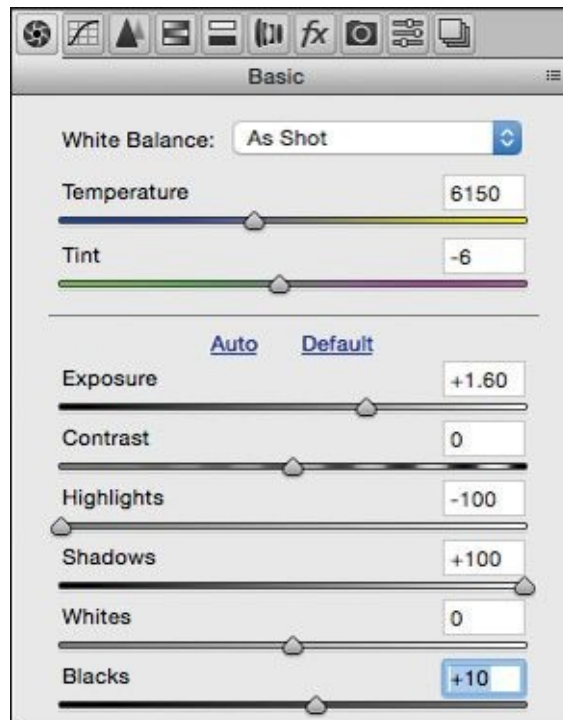 fx
Basic
White Balance: As Shot
Temperature 6150
Tint -6
Auto Default
Exposure +1.60
Contrast 0
Highlights -100
Shadows +100
Whites 0
Blacks +10